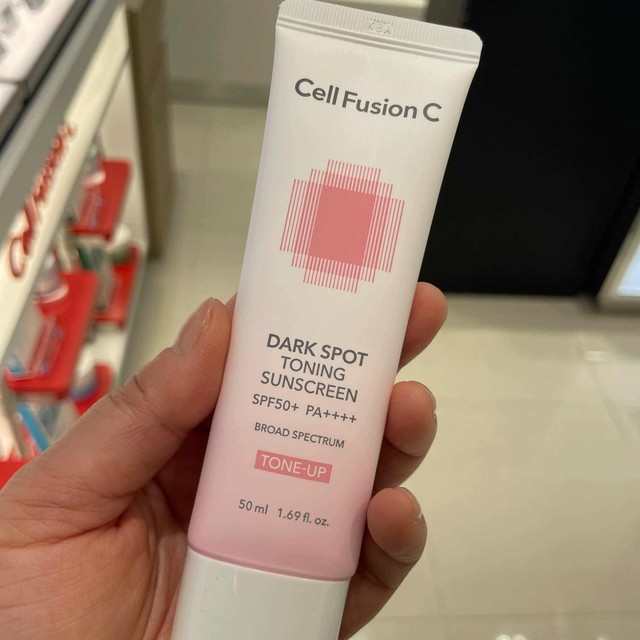 Cell Fusion C
DARK SPOT
TONING
SUNSCREEN
SPF50+ PA++++
BROAD SPECTRUM
TONE-UP
50 ml 1.69 fl. oz.